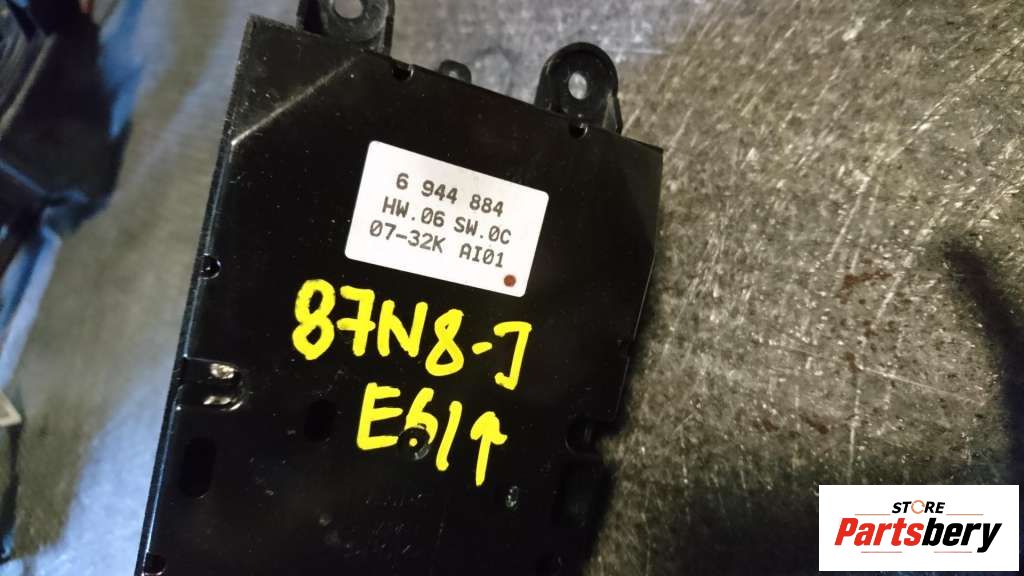 6 944 884
HW.06 SW.0C
07-32K AI01
87N8-J
E61↑
STORE
Partsbery